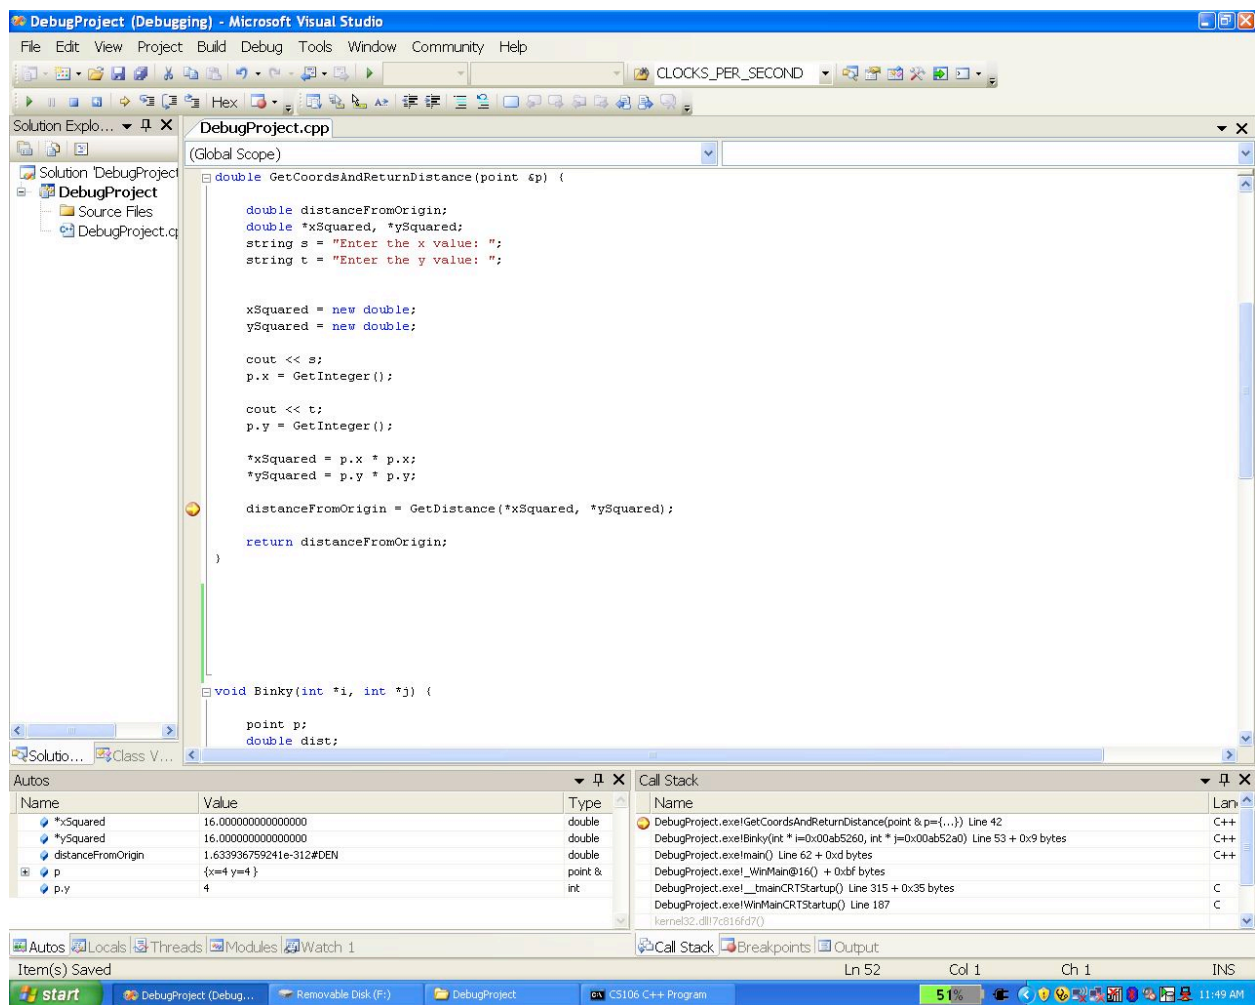 DebugProject (Debugging) - Microsoft Visual Studio
File Edit View Project Build Debug Tools Window Community Help
CLOCKS_PER_SECOND
Hex
Solution Explo...
DebugProject.cpp
(Global Scope)
Solution 'DebugProject
DebugProject
Source Files
DebugProject.cp
double GetCoordsAndReturnDistance(point &p) {
double distanceFromOrigin;
double *xSquared, *ySquared;
string s = "Enter the x value: ";
string t = "Enter the y value: ";
xSquared = new double;
ySquared = new double;
cout << s;
p.x = GetInteger();
cout << t;
p.y = GetInteger();
*xSquared = p.x * p.x;
*ySquared = p.y * p.y;
distanceFromOrigin = GetDistance(*xSquared, *ySquared);
return distanceFromOrigin;
}
void Binky(int *i, int *j) {
point p;
double dist;
Solutio... Class V...
Autos
Name Value Type
*xSquared 16.000000000000000 double
*ySquared 16.000000000000000 double
distanceFromOrigin 1.633936759241e-312#DEN double
p {x=4 y=4 } point &
p.y 4 int
Autos Locals Threads Modules Watch 1
Call Stack
Name Lan
DebugProject.exe!GetCoordsAndReturnDistance(point & p={...}) Line 42 C++
DebugProject.exe!Binky(int * i=0x00ab5260, int * j=0x00ab52a0) Line 53 + 0x9 bytes C++
DebugProject.exe!main() Line 62 + 0xd bytes C++
DebugProject.exe!_WinMain@16() + 0xbf bytes
DebugProject.exe!__tmainCRTStartup() Line 315 + 0x35 bytes C
DebugProject.exe!WinMainCRTStartup() Line 187 C
kernel32.dll!7c816fd7()
Call Stack Breakpoints Output
Item(s) Saved Ln 52 Col 1 Ch 1 INS
start DebugProject (Debug... Removable Disk (F:) DebugProject CS106 C++ Program 51% 11:49 AM